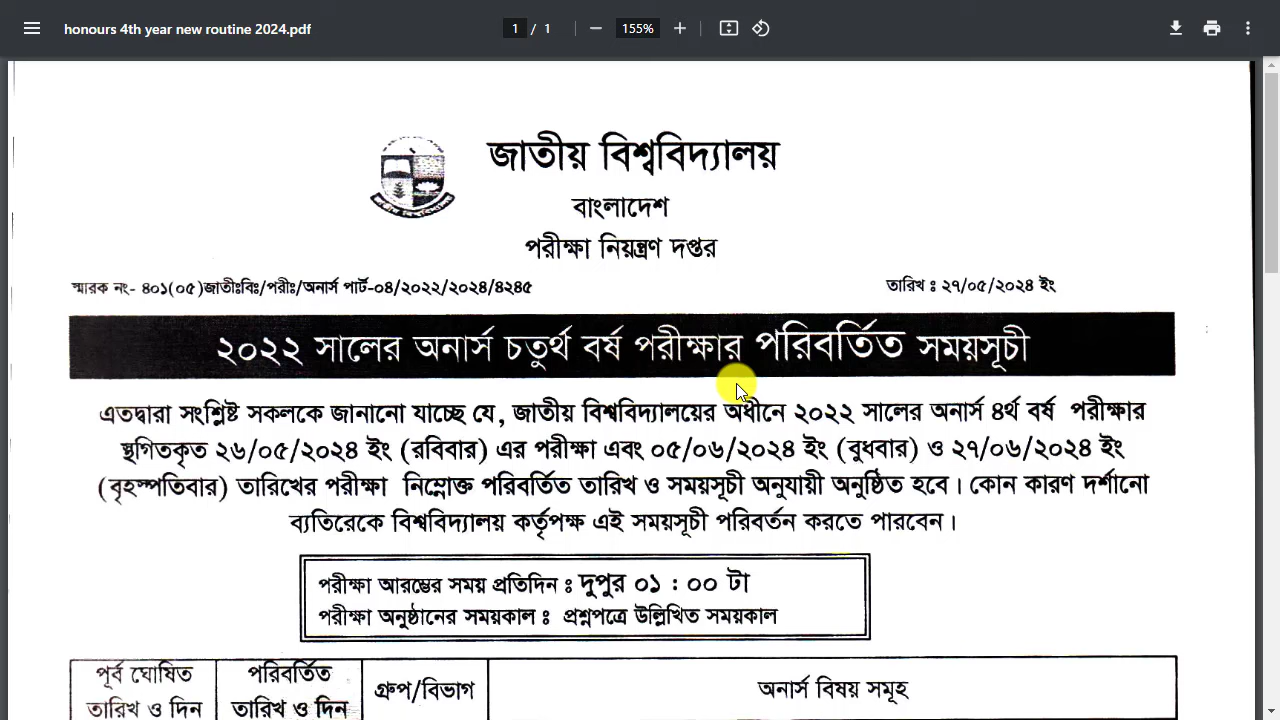 honours 4th year new routine 2024.pdf
1 / 1
155%
জাতীয় বিশ্ববিদ্যালয়
বাংলাদেশ
পরীক্ষা নিয়ন্ত্রণ দপ্তর
স্মারক নং- ৪০১(০৫)জাতীঃবিঃ/পরীঃ/অনার্স পার্ট-০৪/২০২২/২০২৪/৪২৪৫
তারিখ ঃ ২৭/০৫/২০২৪ ইং
২০২২ সালের অনার্স চতুর্থ বর্ষ পরীক্ষার পরিবর্তিত সময়সূচী
এতদ্বারা সংশ্লিষ্ট সকলকে জানানো যাচ্ছে যে, জাতীয় বিশ্ববিদ্যালয়ের অধীনে ২০২২ সালের অনার্স ৪র্থ বর্ষ পরীক্ষার
স্থগিতকৃত ২৬/০৫/২০২৪ ইং (রবিবার) এর পরীক্ষা এবং ০৫/০৬/২০২৪ ইং (বুধবার) ও ২৭/০৬/২০২৪ ইং
(বৃহস্পতিবার) তারিখের পরীক্ষা নিম্নোক্ত পরিবর্তিত তারিখ ও সময়সূচী অনুযায়ী অনুষ্ঠিত হবে। কোন কারণ দর্শানো
ব্যতিরেকে বিশ্ববিদ্যালয় কর্তৃপক্ষ এই সময়সূচী পরিবর্তন করতে পারবেন।
পরীক্ষা আরম্ভের সময় প্রতিদিন ঃ দুপুর ০১ : ০০ টা
পরীক্ষা অনুষ্ঠানের সময়কাল ঃ প্রশ্নপত্রে উল্লিখিত সময়কাল
পূর্ব ঘোষিত
তারিখ ও দিন
পরিবর্তিত
তারিখ ও দিন
গ্রুপ/বিভাগ
অনার্স বিষয় সমূহ